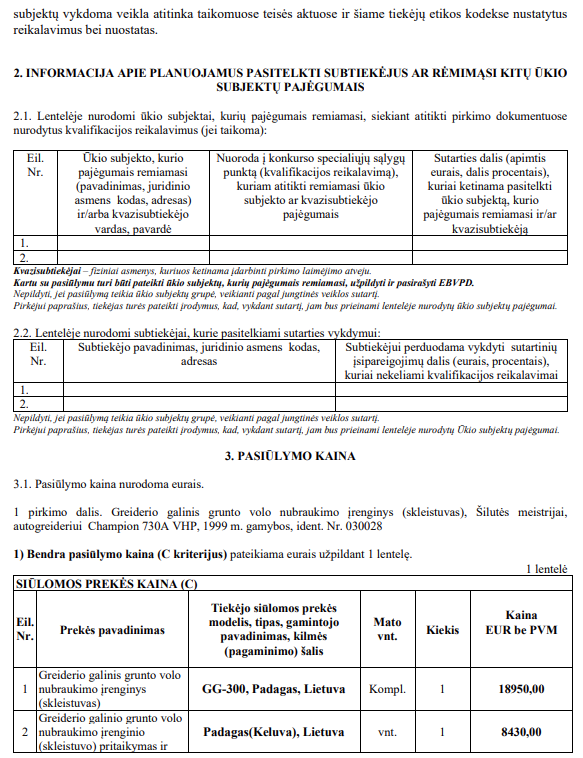 subjektų vykdoma veikla atitinka taikomuose teisės aktuose ir šiame tiekėjų etikos kodekse nustatytus
reikalavimus bei nuostatas.
2. INFORMACIJA APIE PLANUOJAMUS PASITELKTI SUBTIEKĖJUS AR RĖMIMĄSI KITŲ ŪKIO
SUBJEKTŲ PAJĖGUMAIS
2.1. Lentelėje nurodomi ūkio subjektai, kurių pajėgumais remiamasi, siekiant atitikti pirkimo dokumentuose
nurodytus kvalifikacijos reikalavimus (jei taikoma):
Eil.
Nr.
Ūkio subjekto, kurio
pajėgumais remiamasi
(pavadinimas, juridinio
asmens kodas, adresas)
ir/arba kvazisubtiekėjo
vardas, pavardė
Nuoroda į konkurso specialiųjų sąlygų
punktą (kvalifikacijos reikalavimą),
kuriam atitikti remiamasi ūkio
subjekto ar kvazisubtiekėjo
pajėgumais
Sutarties dalis (apimtis
eurais, dalis procentais),
kuriai ketinama pasitelkti
ūkio subjektą, kurio
pajėgumais remiamasi ir/ar
kvazisubtiekėją
1.
2.
Kvazisubtiekėjai – fiziniai asmenys, kuriuos ketinama įdarbinti pirkimo laimėjimo atveju.
Kartu su pasiūlymu turi būti pateikti ūkio subjektų, kurių pajėgumais remiamasi, užpildyti ir pasirašyti EBVPD.
Nepildyti, jei pasiūlymą teikia ūkio subjektų grupė, veikianti pagal jungtinės veiklos sutartį.
Pirkėjui paprašius, tiekėjas turės pateikti įrodymus, kad, vykdant sutartį, jam bus prieinami lentelėje nurodytų ūkio subjektų pajėgumai.
2.2. Lentelėje nurodomi subtiekėjai, kurie pasitelkiami sutarties vykdymui:
Eil.
Nr.
Subtiekėjo pavadinimas, juridinio asmens kodas,
adresas
Subtiekėjui perduodama vykdyti sutartinių
įsipareigojimų dalis (eurais, procentais),
kuriai nekeliami kvalifikacijos reikalavimai
1.
2.
Nepildyti, jei pasiūlymą teikia ūkio subjektų grupė, veikianti pagal jungtinės veiklos sutartį.
Pirkėjui paprašius, tiekėjas turės pateikti įrodymus, kad, vykdant sutartį, jam bus prieinami lentelėje nurodytų Ūkio subjektų pajėgumai.
3. PASIŪLYMO KAINA
3.1. Pasiūlymo kaina nurodoma eurais.
1 pirkimo dalis. Greiderio galinis grunto volo nubraukimo įrenginys (skleistuvas), Šilutės meistrijai,
autogreideriui Champion 730A VHP, 1999 m. gamybos, ident. Nr. 030028
1) Bendra pasiūlymo kaina (C kriterijus) pateikiama eurais užpildant 1 lentelę.
1 lentelė
SIŪLOMOS PREKĖS KAINA (C)
Eil.
Nr.
Prekės pavadinimas
Tiekėjo siūlomos prekės
modelis, tipas, gamintojo
pavadinimas, kilmės
(pagaminimo) šalis
Mato
vnt.
Kiekis
Kaina
EUR be PVM
1
Greiderio galinis grunto volo
nubraukimo įrenginys
(skleistuvas)
GG-300, Padagas, Lietuva
Kompl.
1
18950,00
2
Greiderio galinio grunto volo
nubraukimo įrenginio
(skleistuvo) pritaikymas ir
Padagas(Keluva), Lietuva
vnt.
1
8430,00